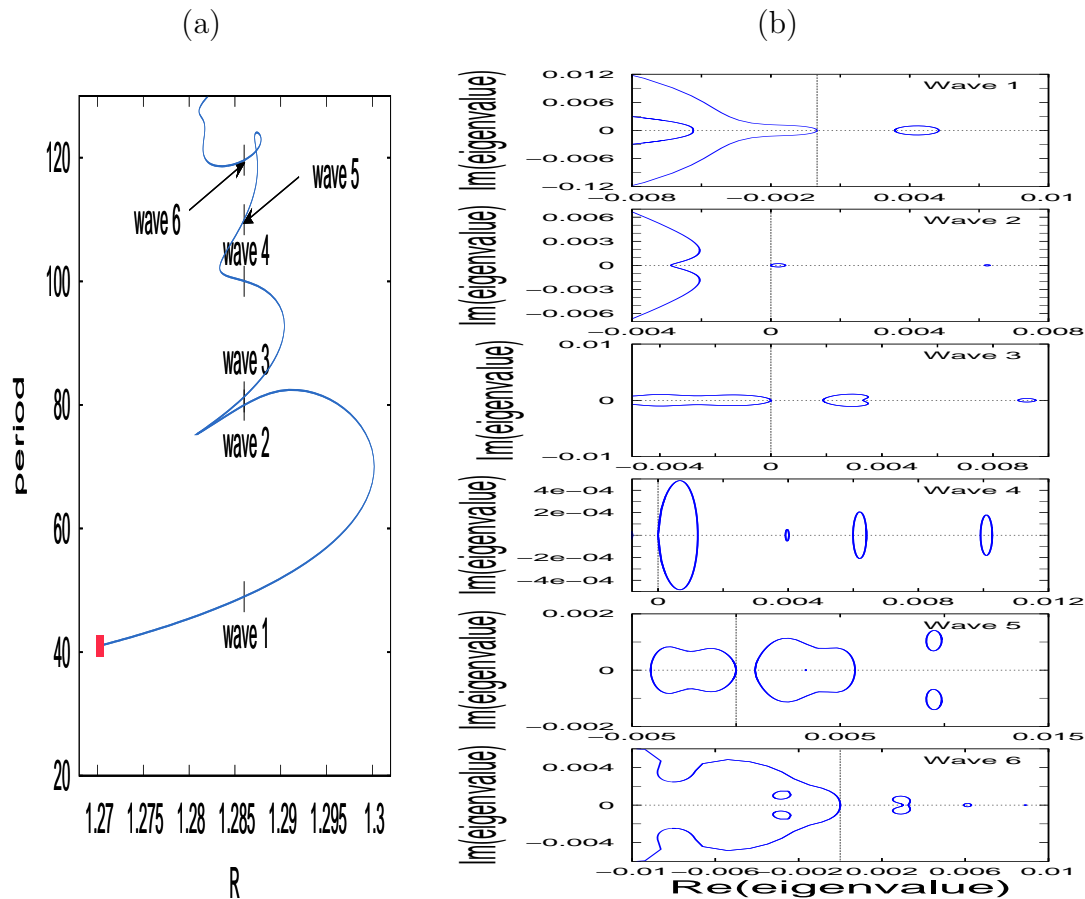 (a)
period
120
100
80
60
40
20
wave 5
wave 6
wave 4
wave 3
wave 2
wave 1
1.27
1.275
1.28
1.285
1.29
1.295
1.3
R
(b)
Im(eigenvalue)
0.012
0.006
0
−0.006
−0.12
Wave 1
−0.008
−0.002
0.004
0.01
Im(eigenvalue)
0.003
0.006
0
−0.003
−0.006
Wave 2
−0.004
0
0.004
0.008
Im(eigenvalue)
0.01
0
−0.01
Wave 3
−0.004
0
0.004
0.008
Im(eigenvalue)
4e−04
2e−04
−2e−04
−4e−04
Wave 4
0
0.004
0.008
0.012
Im(eigenvalue)
0.002
0
−0.002
Wave 5
−0.005
0.005
0.015
Im(eigenvalue)
0.004
0
−0.004
Wave 6
−0.01
−0.006
−0.002
0.002
0.006
0.01
Re(eigenvalue)